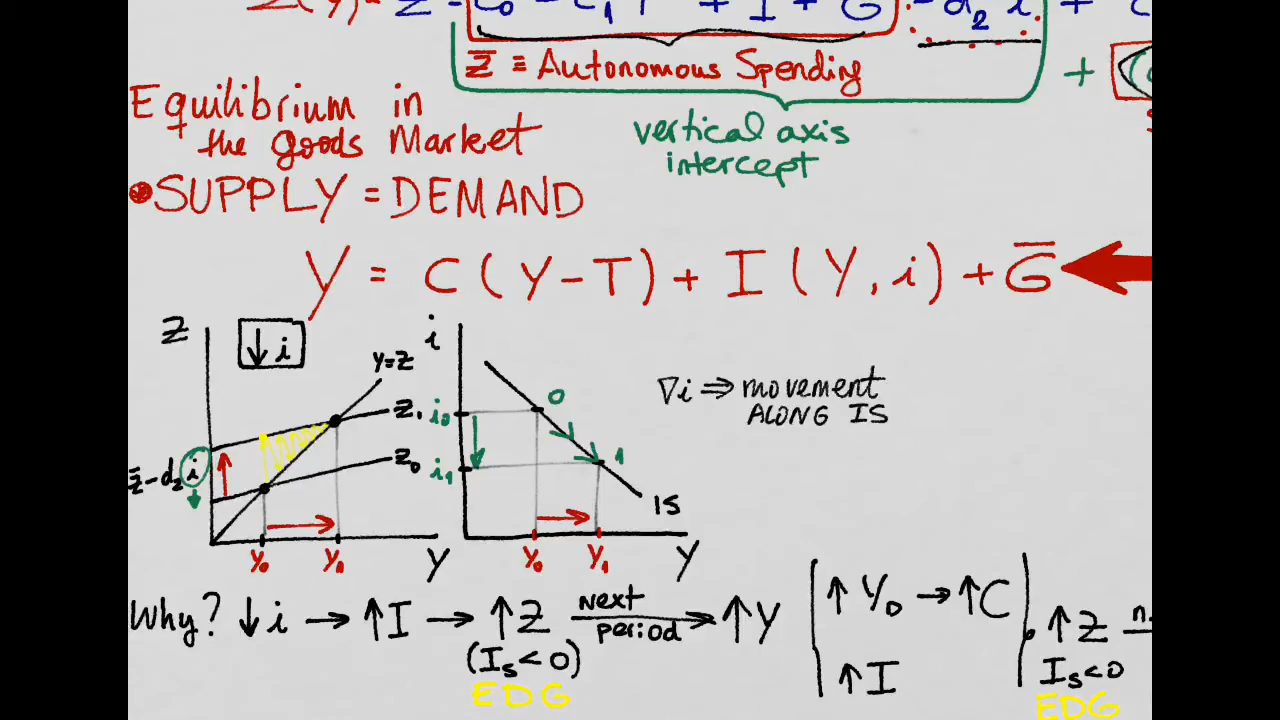 Z̅ ≡ Autonomous Spending
Equilibrium in
the goods Market
vertical axis
intercept
+
•SUPPLY = DEMAND
Y = C(Y-T) + I(Y, i) + G̅
Z
↓i
Y=Z
Z₁
Z₀
Z̅-d₂i↓
Y₀ Y₁ Y
i
i₀
i₁
0
1
IS
Y₀ Y₁ Y
∇i ⇒ movement
ALONG IS
Why? ↓i → ↑I → ↑Z Next period → ↑Y | ↑Y₀ → ↑C
↑I
↑Z
(Iₛ<0)
EDG
Iₛ<0
EDG